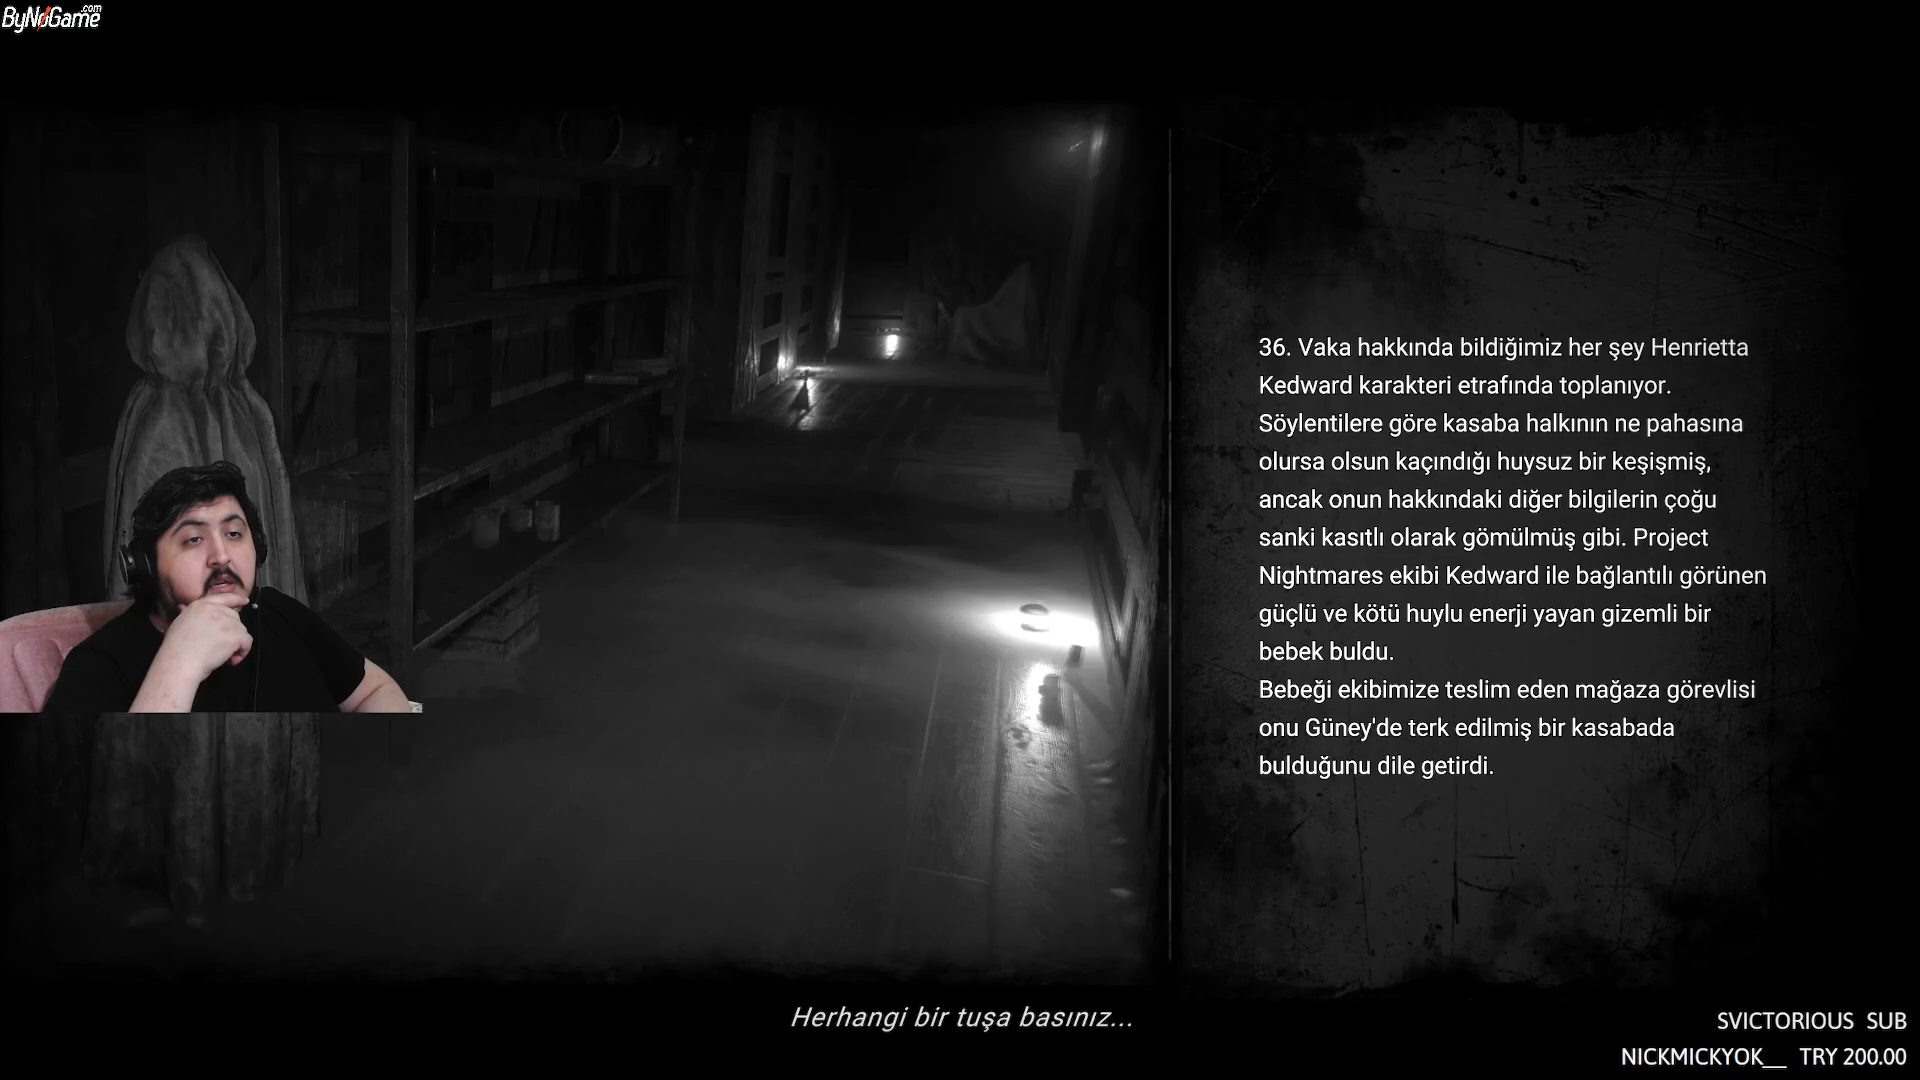 ByNoGame.com
36. Vaka hakkında bildiğimiz her şey Henrietta
Kedward karakteri etrafında toplanıyor.
Söylentilere göre kasaba halkının ne pahasına
olursa olsun kaçındığı huysuz bir keşişmiş,
ancak onun hakkındaki diğer bilgilerin çoğu
sanki kasıtlı olarak gömülmüş gibi. Project
Nightmares ekibi Kedward ile bağlantılı görünen
güçlü ve kötü huylu enerji yayan gizemli bir
bebek buldu.
Bebeği ekibimize teslim eden mağaza görevlisi
onu Güney'de terk edilmiş bir kasabada
bulduğunu dile getirdi.
Herhangi bir tuşa basınız...
SVICTORIOUS SUB
NICKMICKYOK__ TRY 200.00